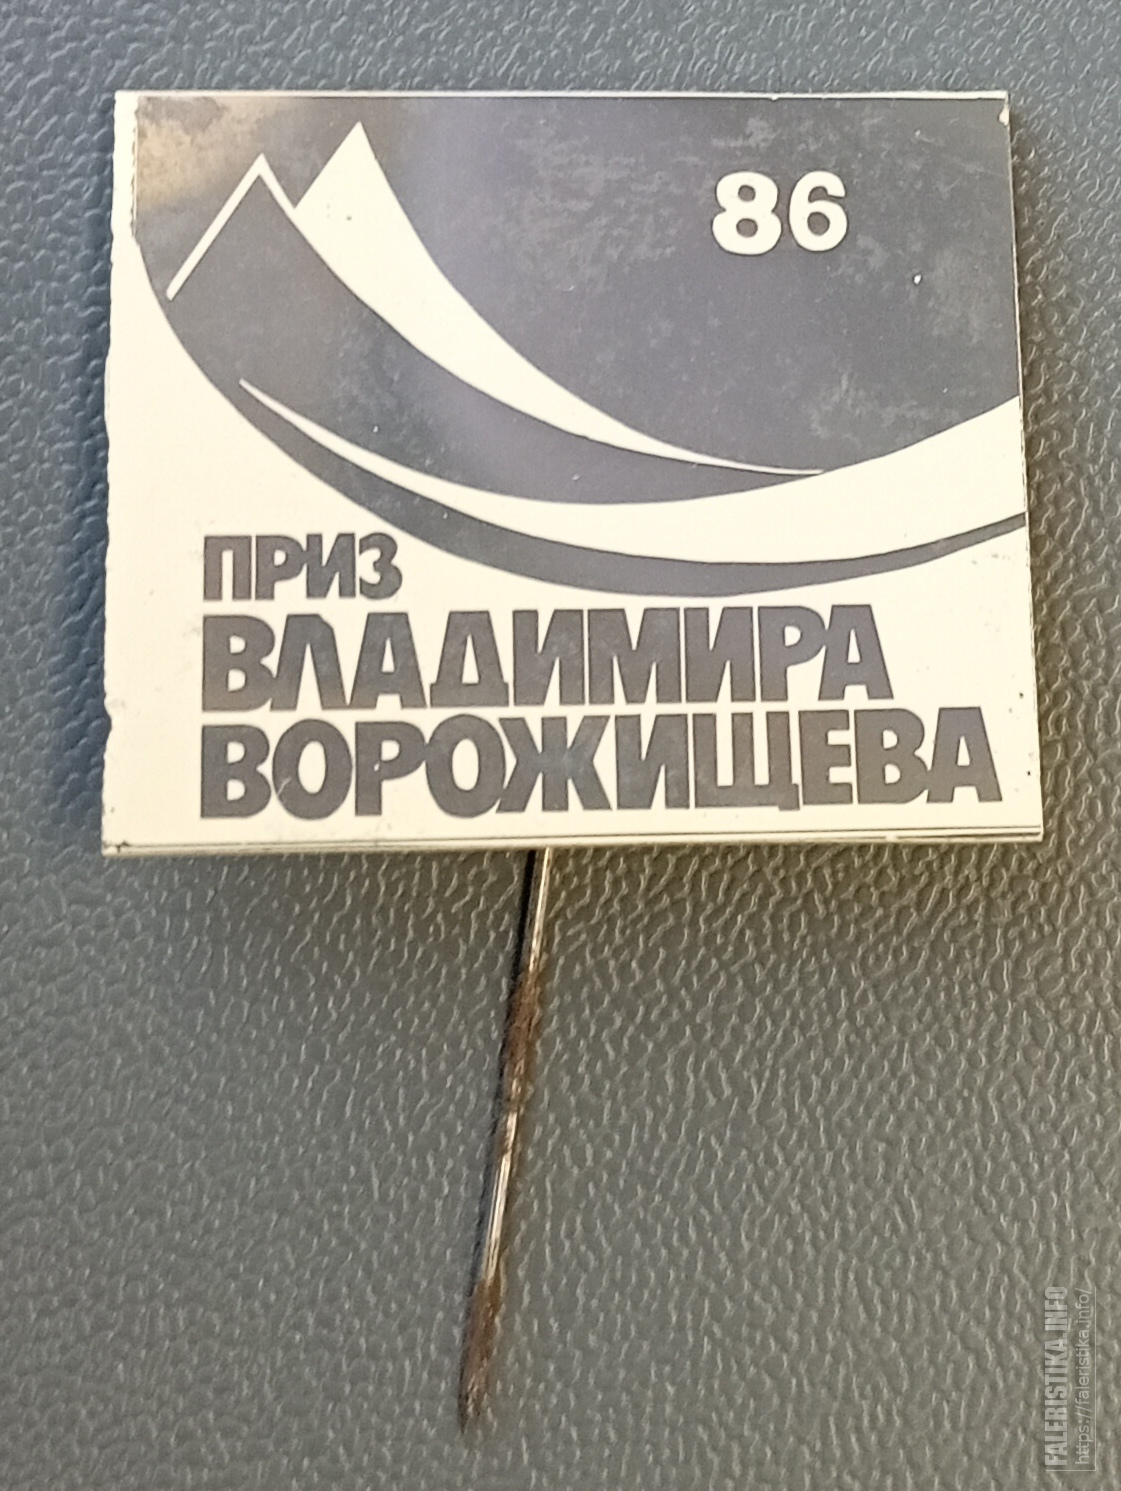 86
ПРИЗ
ВЛАДИМИРА
ВОРОЖИЩЕВА
FALERISTIKA.INFO
https://faleristika.info/